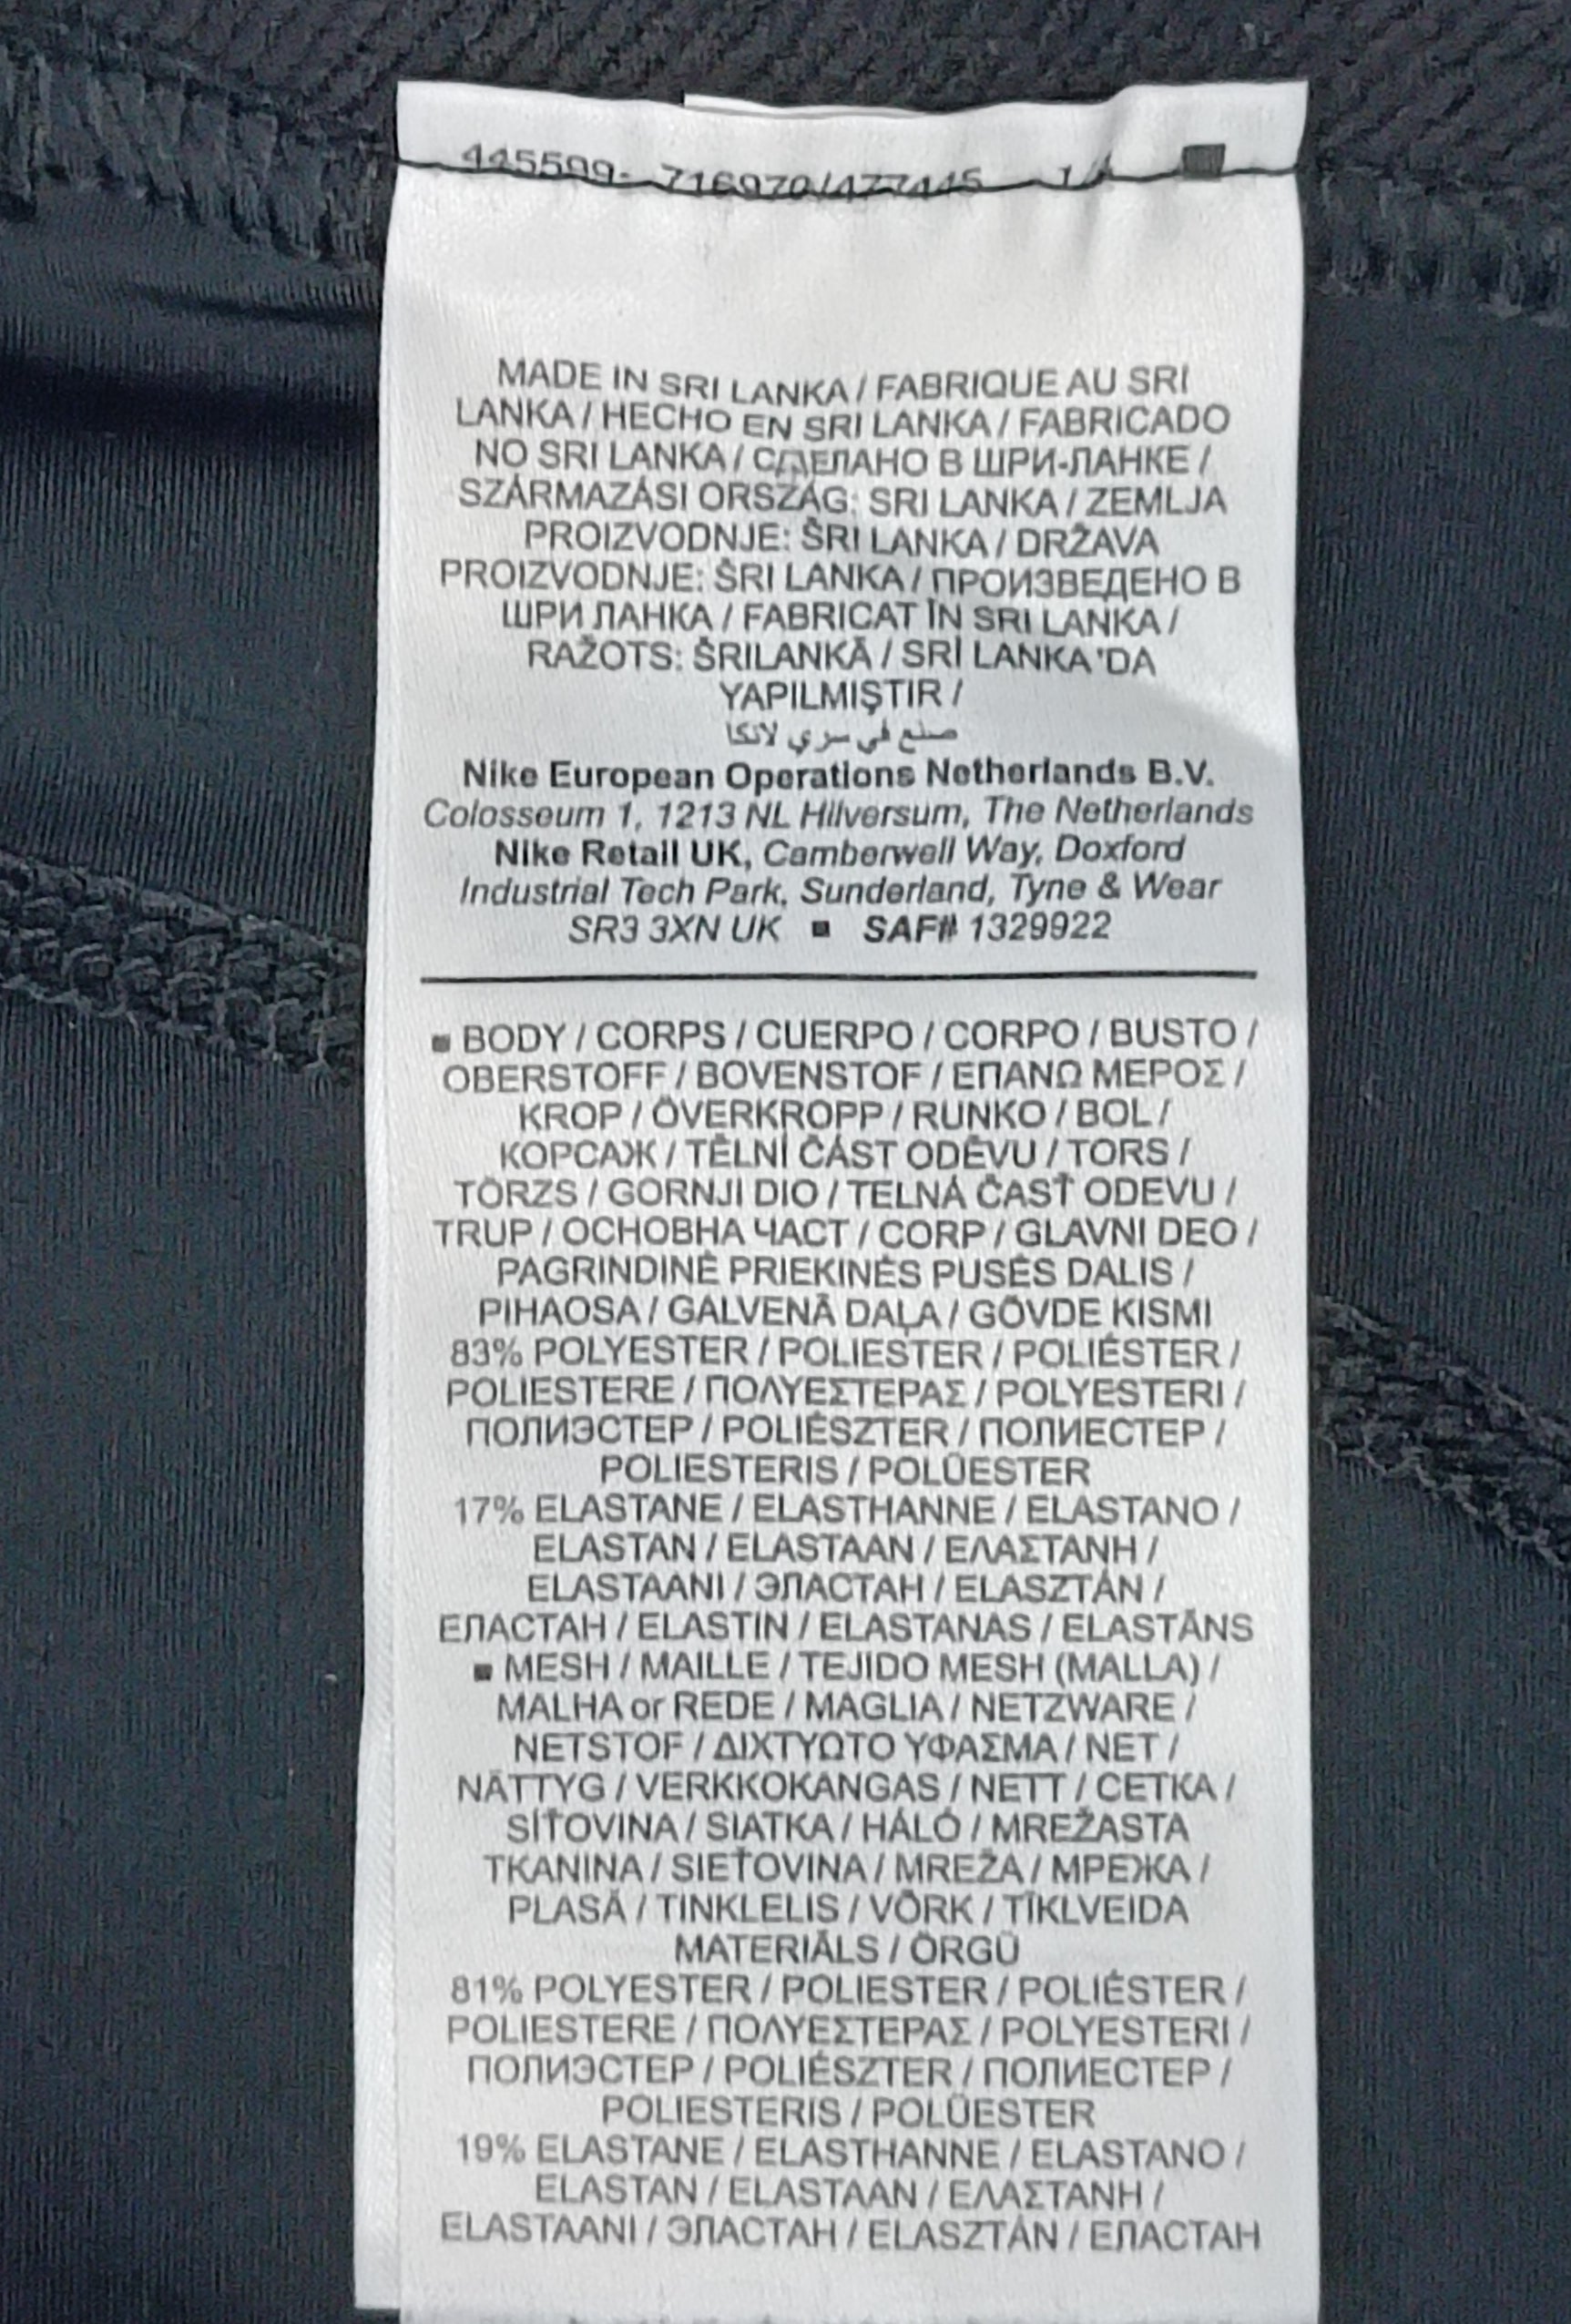 445599- 716970/477445 1/
MADE IN SRI LANKA / FABRIQUE AU SRI
LANKA / HECHO EN SRI LANKA / FABRICADO
NO SRI LANKA / СДЕЛАНО В ШРИ-ЛАНКЕ /
SZÁRMAZÁSI ORSZÁG: SRI LANKA / ZEMLJA
PROIZVODNJE: ŠRI LANKA / DRŽAVA
PROIZVODNJE: ŠRI LANKA / ПРОИЗВЕДЕНО В
ШРИ ЛАНКА / FABRICAT ÎN SRI LANKA /
RAŽOTS: ŠRILANKĀ / SRİ LANKA 'DA
YAPILMIŞTIR /
صنع في سري لانكا
Nike European Operations Netherlands B.V.
Colosseum 1, 1213 NL Hilversum, The Netherlands
Nike Retail UK, Camberwell Way, Doxford
Industrial Tech Park, Sunderland, Tyne & Wear
SR3 3XN UK ▪ SAF# 1329922
▪ BODY / CORPS / CUERPO / CORPO / BUSTO /
OBERSTOFF / BOVENSTOF / ΕΠΑΝΩ ΜΕΡΟΣ /
KROP / ÖVERKROPP / RUNKO / BOL /
КОРСАЖ / TĚLNÍ ČÁST ODĚVU / TORS /
TÖRZS / GORNJI DIO / TELNÁ ČASŤ ODEVU /
TRUP / ОСНОВНА ЧАСТ / CORP / GLAVNI DEO /
PAGRINDINĖ PRIEKINĖS PUSĖS DALIS /
PIHAOSA / GALVENĀ DAĻA / GÖVDE KISMI
83% POLYESTER / POLIESTER / POLIÉSTER /
POLIESTERE / ΠΟΛΥΕΣΤΕΡΑΣ / POLYESTERI /
ПОЛИЭСТЕР / POLIÉSZTER / ПОЛИЕСТЕР /
POLIESTERIS / POLÜESTER
17% ELASTANE / ELASTHANNE / ELASTANO /
ELASTAN / ELASTAAN / ΕΛΑΣΤΑΝΗ /
ELASTAANI / ЭЛАСТАН / ELASZTÁN /
ЕЛАСТАН / ELASTIN / ELASTANAS / ELASTĀNS
▪ MESH / MAILLE / TEJIDO MESH (MALLA) /
MALHA or REDE / MAGLIA / NETZWARE /
NETSTOF / ΔΙΧΤΥΩΤΟ ΥΦΑΣΜΑ / NET /
NÄTTYG / VERKKOKANGAS / NETT / СЕТКА /
SÍŤOVINA / SIATKA / HÁLÓ / MREŽASTA
TKANINA / SIEŤOVINA / MREŽA / МРЕЖА /
PLASĂ / TINKLELIS / VÕRK / TĪKLVEIDA
MATERIĀLS / ÖRGÜ
81% POLYESTER / POLIESTER / POLIÉSTER /
POLIESTERE / ΠΟΛΥΕΣΤΕΡΑΣ / POLYESTERI /
ПОЛИЭСТЕР / POLIÉSZTER / ПОЛИЕСТЕР /
POLIESTERIS / POLÜESTER
19% ELASTANE / ELASTHANNE / ELASTANO /
ELASTAN / ELASTAAN / ΕΛΑΣΤΑΝΗ /
ELASTAANI / ЭЛАСТАН / ELASZTÁN / ЕЛАСТАН